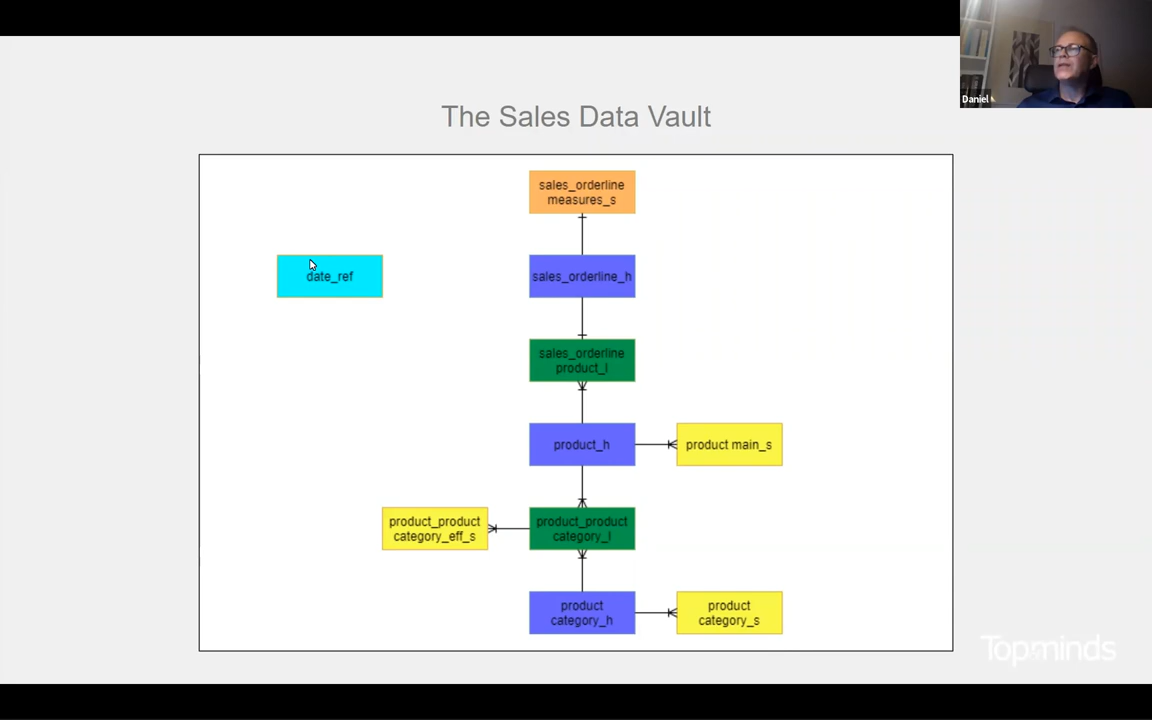 Daniel
The Sales Data Vault
sales_orderline
measures_s
date_ref
sales_orderline_h
sales_orderline
product_l
product_h
product main_s
product_product
category_eff_s
product_product
category_l
product
category_h
product
category_s
Topminds